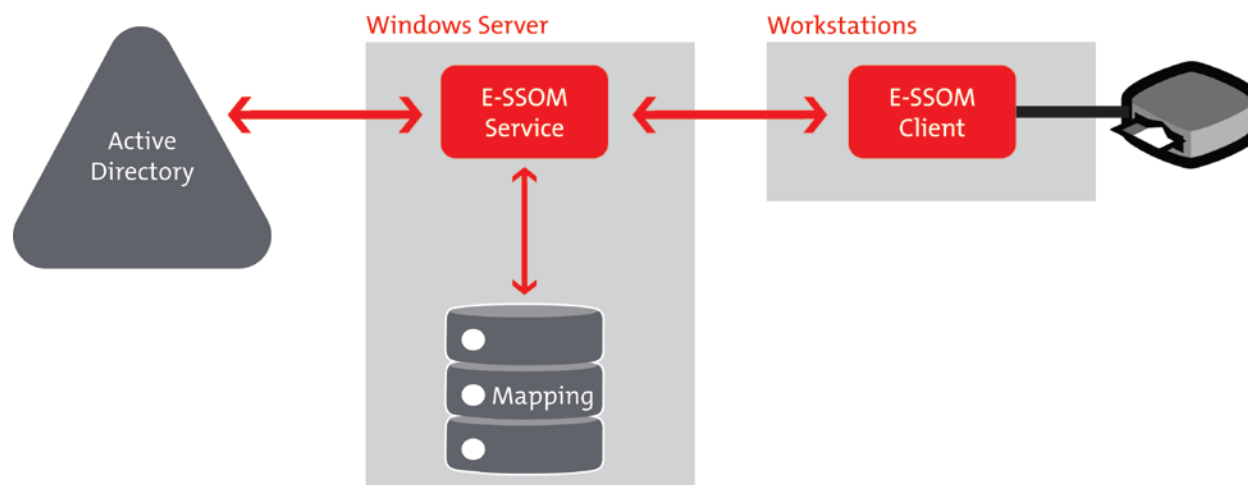 Windows Server
Workstations
Active
Directory
E-SSOM
Service
E-SSOM
Client
Mapping